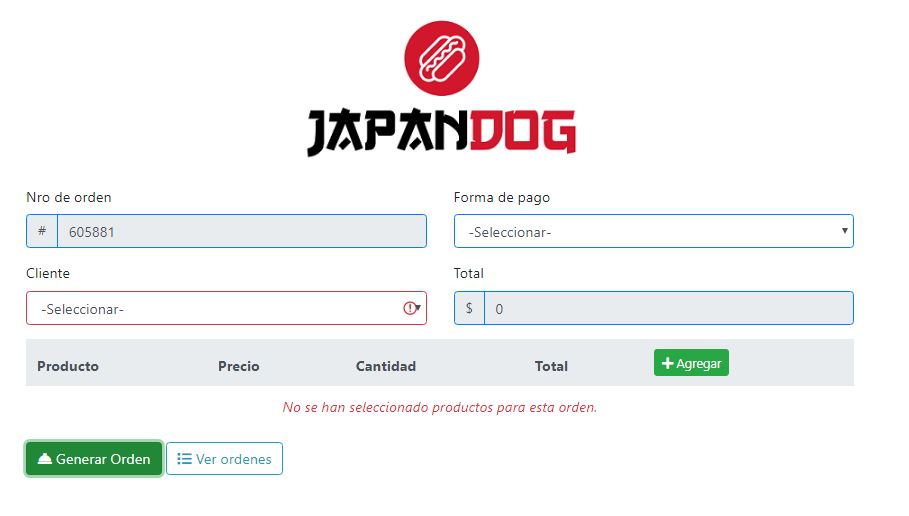 JAPANDOG
Nro de orden
# 605881
Forma de pago
-Seleccionar-
Cliente
-Seleccionar-
Total
$ 0
Producto Precio Cantidad Total Agregar
No se han seleccionado productos para esta orden.
Generar Orden Ver ordenes